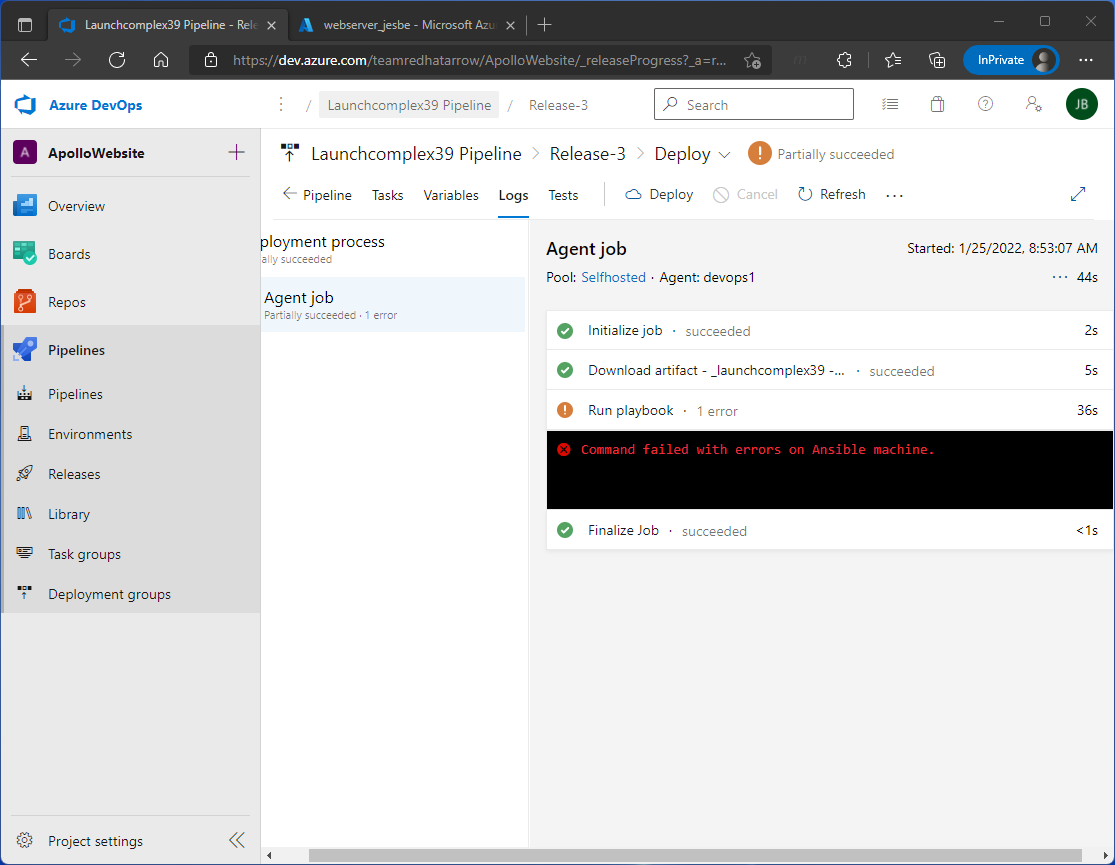 Launchcomplex39 Pipeline - Rele
webserver_jesbe - Microsoft Azu
https://dev.azure.com/teamredhatarrow/ApolloWebsite/_releaseProgress?_a=r...
InPrivate
Azure DevOps
/ Launchcomplex39 Pipeline / Release-3
Search
JB
A ApolloWebsite
Launchcomplex39 Pipeline > Release-3 > Deploy
Partially succeeded
Pipeline Tasks Variables Logs Tests Deploy Cancel Refresh ...
Overview
Boards
Repos
Pipelines
Pipelines
Environments
Releases
Library
Task groups
Deployment groups
Project settings
ployment process
ally succeeded
Agent job
Partially succeeded · 1 error
Agent job
Started: 1/25/2022, 8:53:07 AM
Pool: Selfhosted · Agent: devops1
... 44s
Initialize job · succeeded 2s
Download artifact - _launchcomplex39 -... · succeeded 5s
Run playbook · 1 error 36s
Command failed with errors on Ansible machine.
Finalize Job · succeeded <1s